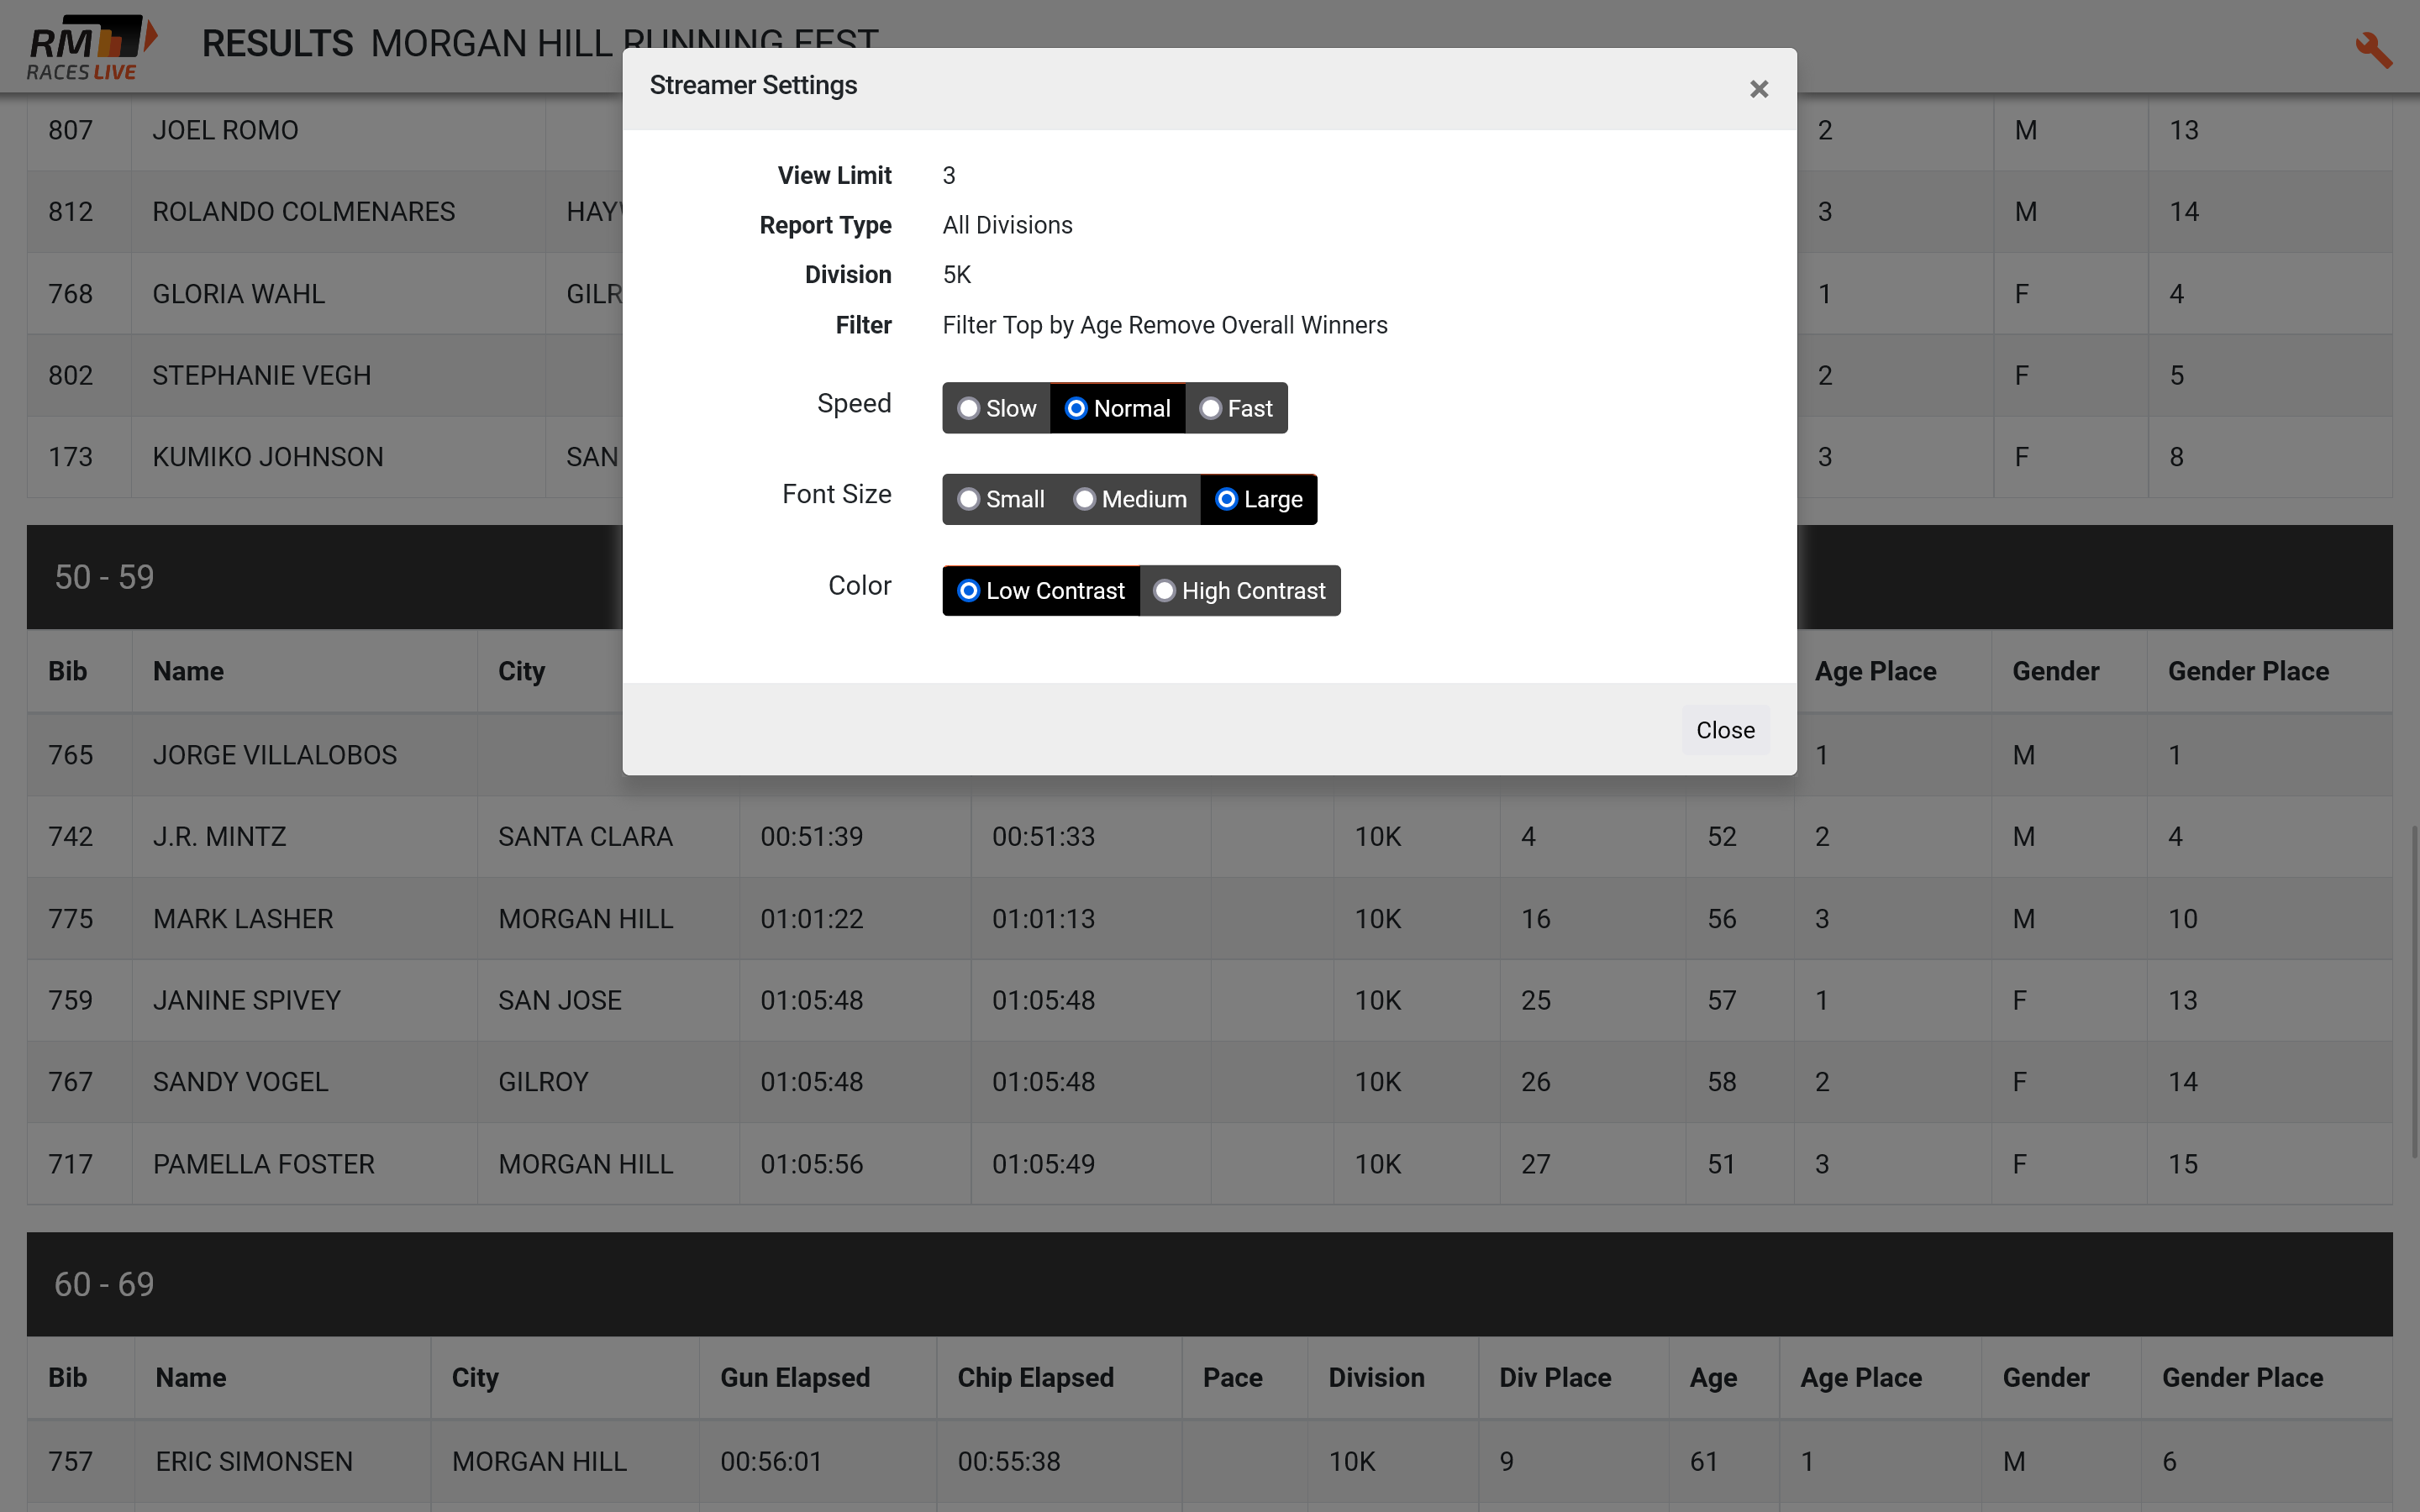 RM
RACES LIVE
RESULTS MORGAN HILL RUNNING FEST
Streamer Settings
×
View Limit 3
Report Type All Divisions
Division 5K
Filter Filter Top by Age Remove Overall Winners
Speed Slow Normal Fast
Font Size Small Medium Large
Color Low Contrast High Contrast
Close
807 JOEL ROMO 2 M 13
812 ROLANDO COLMENARES 3 M 14
768 GLORIA WAHL GILR 1 F 4
802 STEPHANIE VEGH 2 F 5
173 KUMIKO JOHNSON SAN 3 F 8
50 - 59
Bib Name City Age Place Gender Gender Place
765 JORGE VILLALOBOS 1 M 1
742 J.R. MINTZ SANTA CLARA 00:51:39 00:51:33 10K 4 52 2 M 4
775 MARK LASHER MORGAN HILL 01:01:22 01:01:13 10K 16 56 3 M 10
759 JANINE SPIVEY SAN JOSE 01:05:48 01:05:48 10K 25 57 1 F 13
767 SANDY VOGEL GILROY 01:05:48 01:05:48 10K 26 58 2 F 14
717 PAMELLA FOSTER MORGAN HILL 01:05:56 01:05:49 10K 27 51 3 F 15
60 - 69
Bib Name City Gun Elapsed Chip Elapsed Pace Division Div Place Age Age Place Gender Gender Place
757 ERIC SIMONSEN MORGAN HILL 00:56:01 00:55:38 10K 9 61 1 M 6